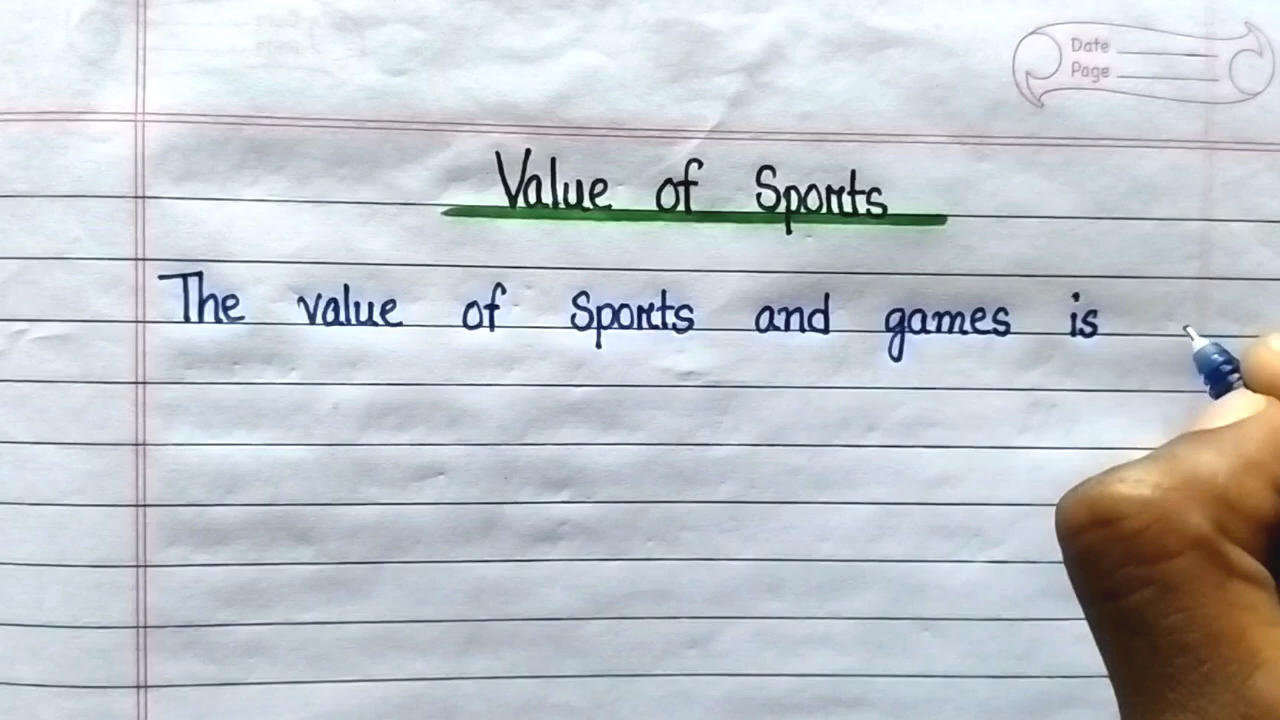 Date
Page
Value of Sports
The value of Sports and games is